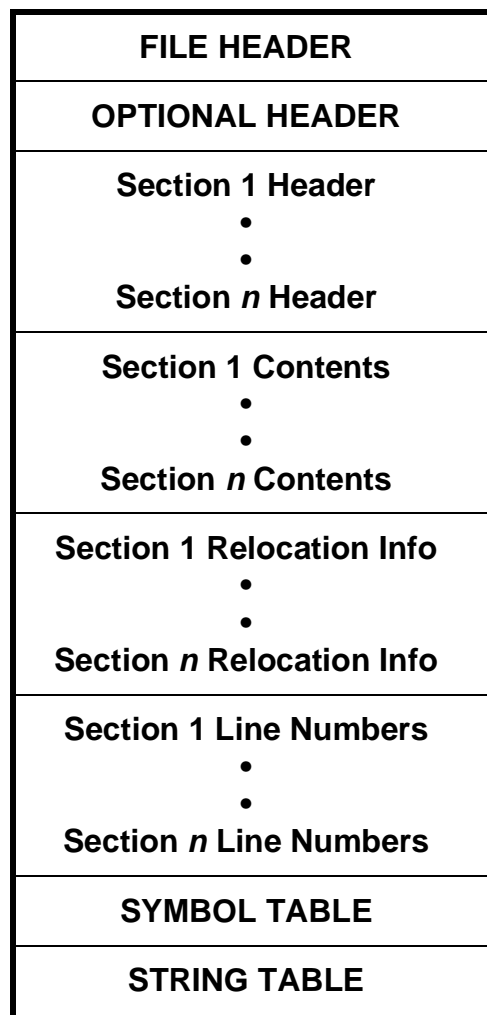 FILE HEADER
OPTIONAL HEADER
Section 1 Header
•
•
Section n Header
Section 1 Contents
•
•
Section n Contents
Section 1 Relocation Info
•
•
Section n Relocation Info
Section 1 Line Numbers
•
•
Section n Line Numbers
SYMBOL TABLE
STRING TABLE